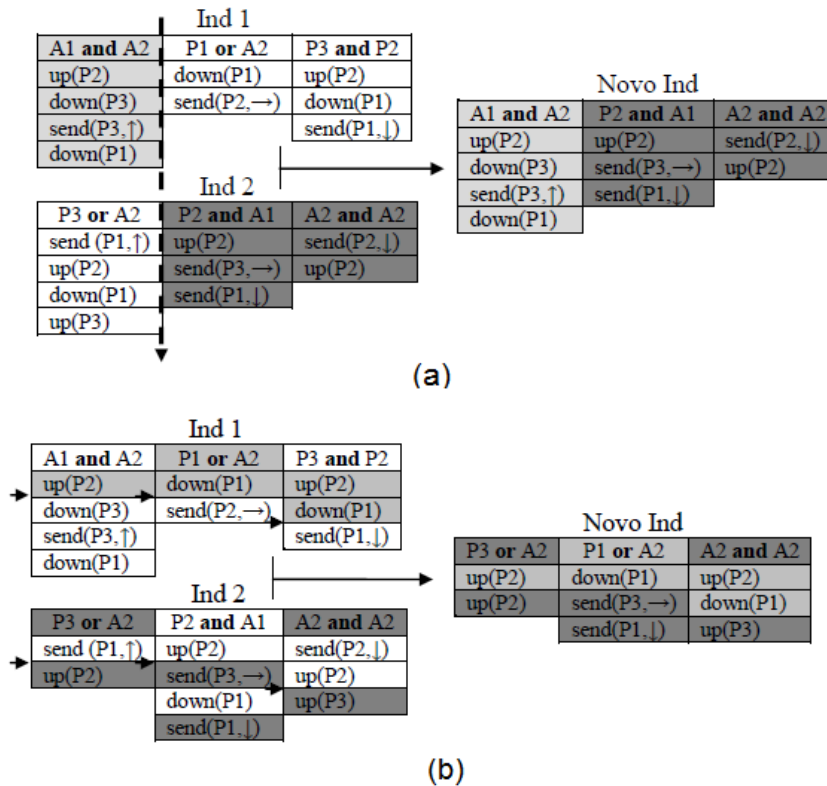 Ind 1
A1 and A2 P1 or A2 P3 and P2
up(P2) down(P1) up(P2)
down(P3) send(P2,→) down(P1)
send(P3,↑) send(P1,↓)
down(P1)
Ind 2
P3 or A2 P2 and A1 A2 and A2
send (P1,↑) up(P2) send(P2,↓)
up(P2) send(P3,→) up(P2)
down(P1) send(P1,↓)
up(P3)
Novo Ind
A1 and A2 P2 and A1 A2 and A2
up(P2) up(P2) send(P2,↓)
down(P3) send(P3,→) up(P2)
send(P3,↑) send(P1,↓)
down(P1)
(a)
Ind 1
A1 and A2 P1 or A2 P3 and P2
up(P2) down(P1) up(P2)
down(P3) send(P2,→) down(P1)
send(P3,↑) send(P1,↓)
down(P1)
Ind 2
P3 or A2 P2 and A1 A2 and A2
send (P1,↑) up(P2) send(P2,↓)
up(P2) send(P3,→) up(P2)
down(P1) up(P3)
send(P1,↓)
Novo Ind
P3 or A2 P1 or A2 A2 and A2
up(P2) down(P1) up(P2)
up(P2) send(P3,→) down(P1)
send(P1,↓) up(P3)
(b)